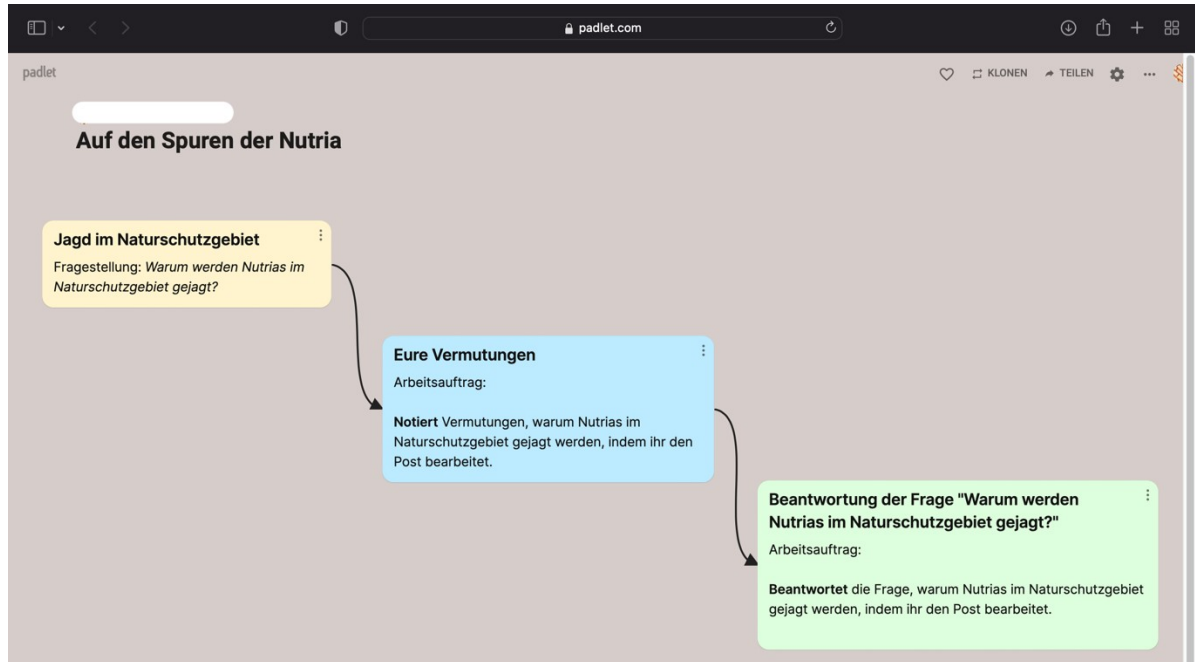 padlet.com
padlet
KLONEN
TEILEN
Auf den Spuren der Nutria
Jagd im Naturschutzgebiet
Fragestellung: Warum werden Nutrias im
Naturschutzgebiet gejagt?
Eure Vermutungen
Arbeitsauftrag:
Notiert Vermutungen, warum Nutrias im
Naturschutzgebiet gejagt werden, indem ihr den
Post bearbeitet.
Beantwortung der Frage "Warum werden
Nutrias im Naturschutzgebiet gejagt?"
Arbeitsauftrag:
Beantwortet die Frage, warum Nutrias im Naturschutzgebiet
gejagt werden, indem ihr den Post bearbeitet.